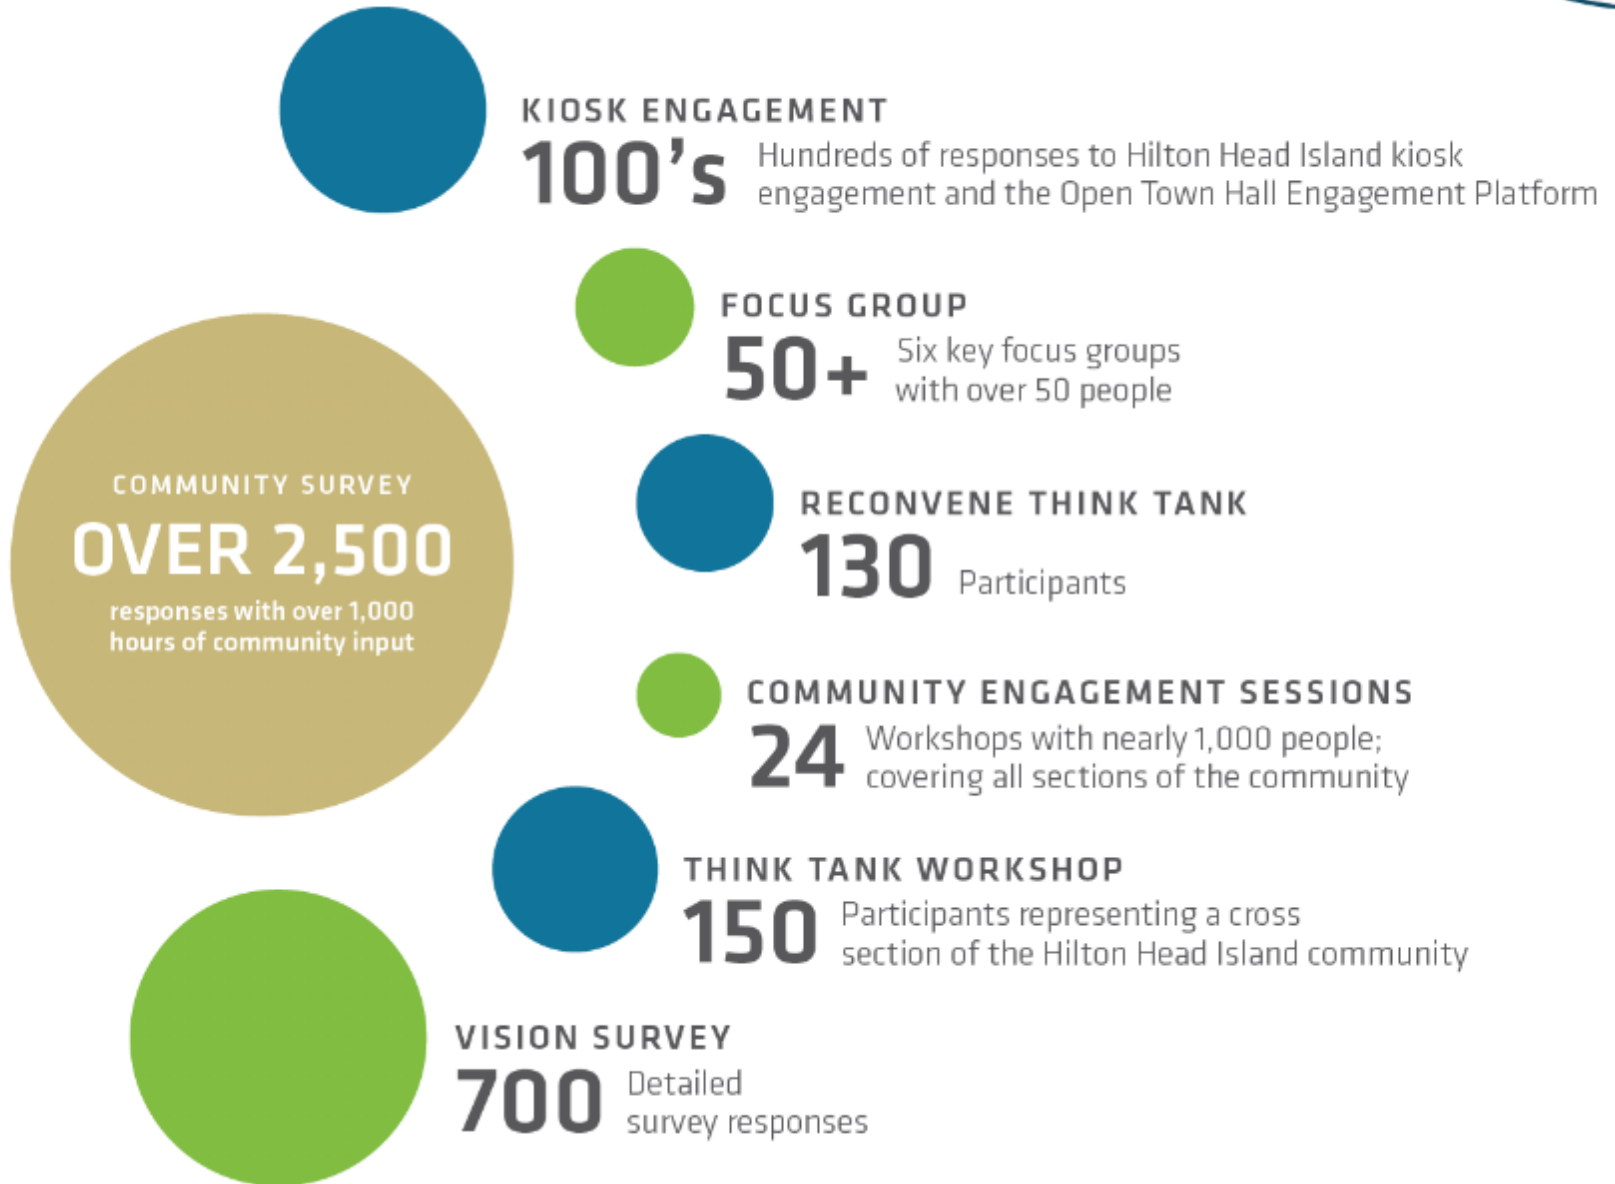 KIOSK ENGAGEMENT
100's
Hundreds of responses to Hilton Head Island kiosk
engagement and the Open Town Hall Engagement Platform
FOCUS GROUP
50+
Six key focus groups
with over 50 people
COMMUNITY SURVEY
OVER 2,500
responses with over 1,000
hours of community input
RECONVENE THINK TANK
130 Participants
COMMUNITY ENGAGEMENT SESSIONS
24
Workshops with nearly 1,000 people;
covering all sections of the community
THINK TANK WORKSHOP
150
Participants representing a cross
section of the Hilton Head Island community
VISION SURVEY
700
Detailed
survey responses